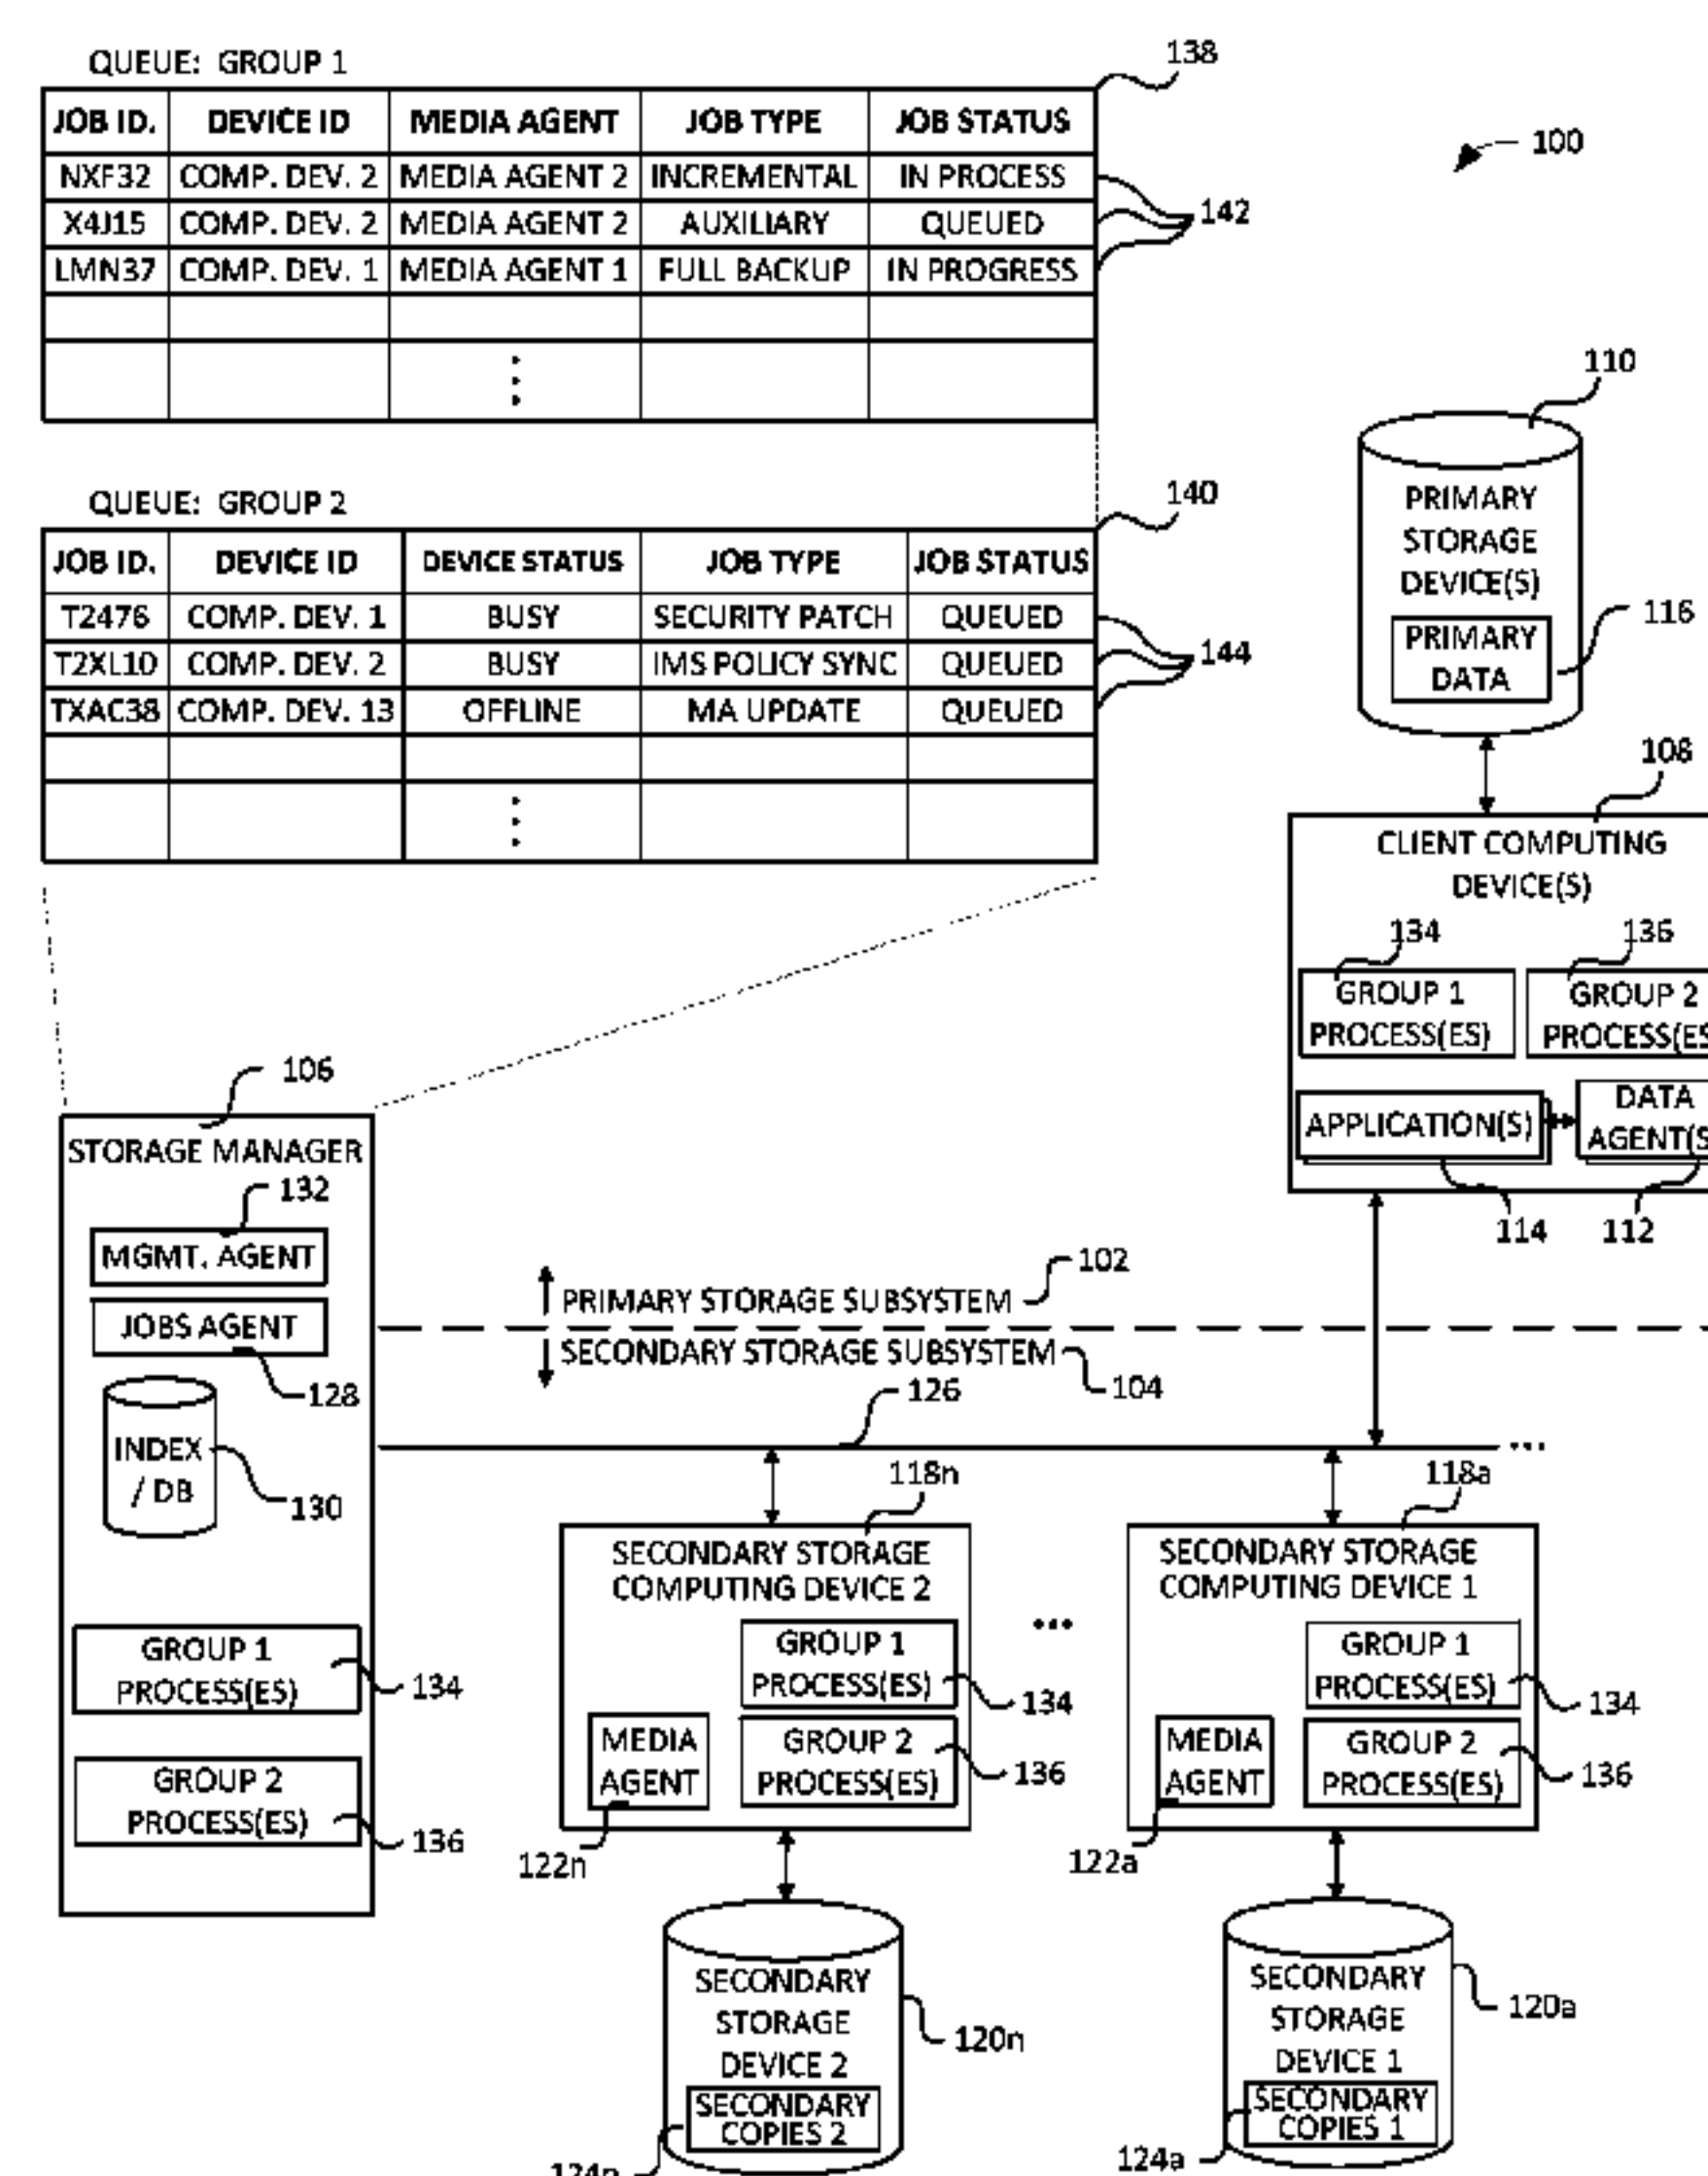 QUEUE: GROUP 1
138
JOB ID. DEVICE ID MEDIA AGENT JOB TYPE JOB STATUS
NXF32 COMP. DEV. 2 MEDIA AGENT 2 INCREMENTAL IN PROCESS
X4J15 COMP. DEV. 2 MEDIA AGENT 2 AUXILIARY QUEUED
LMN37 COMP. DEV. 1 MEDIA AGENT 1 FULL BACKUP IN PROGRESS
142
100
QUEUE: GROUP 2
140
JOB ID. DEVICE ID DEVICE STATUS JOB TYPE JOB STATUS
T2476 COMP. DEV. 1 BUSY SECURITY PATCH QUEUED
T2XL10 COMP. DEV. 2 BUSY IMS POLICY SYNC QUEUED
TXAC38 COMP. DEV. 13 OFFLINE MA UPDATE QUEUED
144
110
PRIMARY
STORAGE
DEVICE(S)
PRIMARY
DATA
116
108
CLIENT COMPUTING
DEVICE(S)
134
136
GROUP 1
PROCESS(ES)
GROUP 2
PROCESS(ES
APPLICATION(S)
DATA
AGENT(S
114
112
106
STORAGE MANAGER
132
MGMT. AGENT
JOBS AGENT
128
INDEX
/ DB
130
GROUP 1
PROCESS(ES)
134
GROUP 2
PROCESS(ES)
136
PRIMARY STORAGE SUBSYSTEM
102
SECONDARY STORAGE SUBSYSTEM
104
126
...
118n
SECONDARY STORAGE
COMPUTING DEVICE 2
GROUP 1
PROCESS(ES)
134
MEDIA
AGENT
GROUP 2
PROCESS(ES)
136
122n
...
118a
SECONDARY STORAGE
COMPUTING DEVICE 1
GROUP 1
PROCESS(ES)
134
MEDIA
AGENT
GROUP 2
PROCESS(ES)
136
122a
SECONDARY
STORAGE
DEVICE 2
SECONDARY
COPIES 2
120n
124n
SECONDARY
STORAGE
DEVICE 1
SECONDARY
COPIES 1
120a
124a